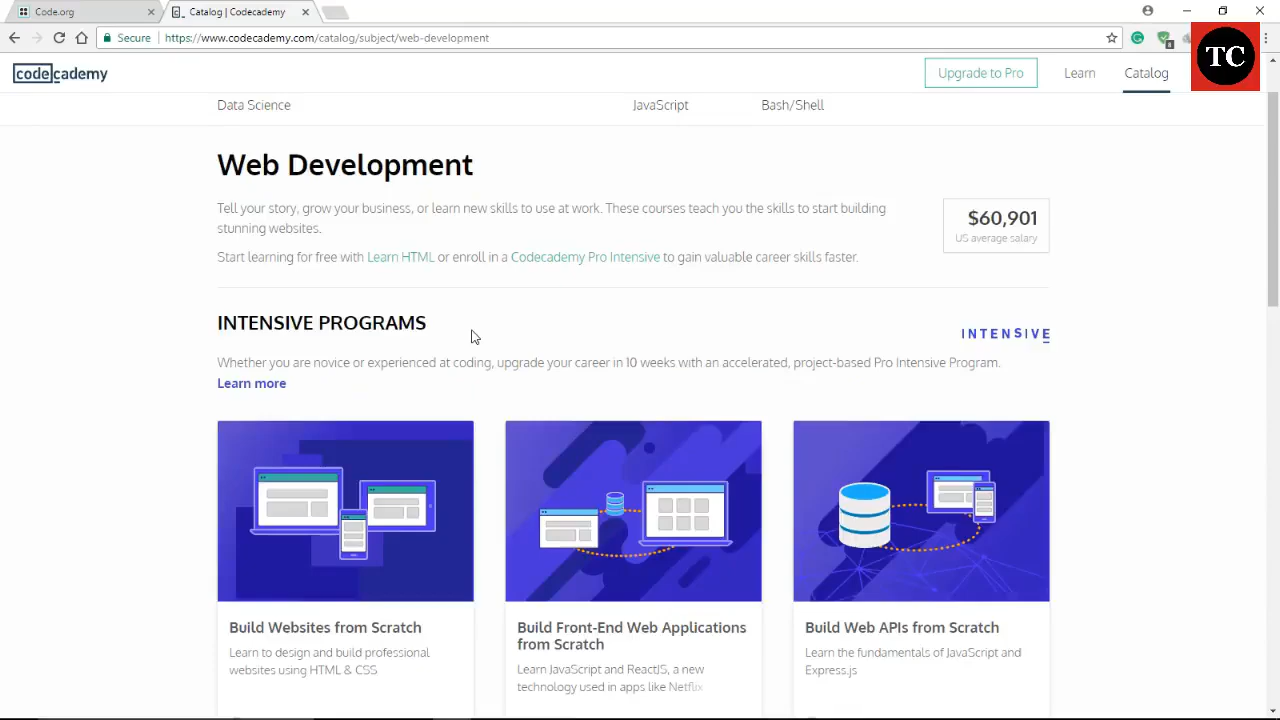 Code.org
Catalog | Codecademy
Secure
https://www.codecademy.com/catalog/subject/web-development
TC
codecademy
Upgrade to Pro
Learn
Catalog
Data Science
JavaScript
Bash/Shell
Web Development
Tell your story, grow your business, or learn new skills to use at work. These courses teach you the skills to start building
stunning websites.
$60,901
US average salary
Start learning for free with Learn HTML or enroll in a Codecademy Pro Intensive to gain valuable career skills faster.
INTENSIVE PROGRAMS
INTENSIVE
Whether you are novice or experienced at coding, upgrade your career in 10 weeks with an accelerated, project-based Pro Intensive Program.
Learn more
Build Websites from Scratch
Learn to design and build professional
websites using HTML & CSS
Build Front-End Web Applications
from Scratch
Learn JavaScript and ReactJS, a new
technology used in apps like Netflix
Build Web APIs from Scratch
Learn the fundamentals of JavaScript and
Express.js